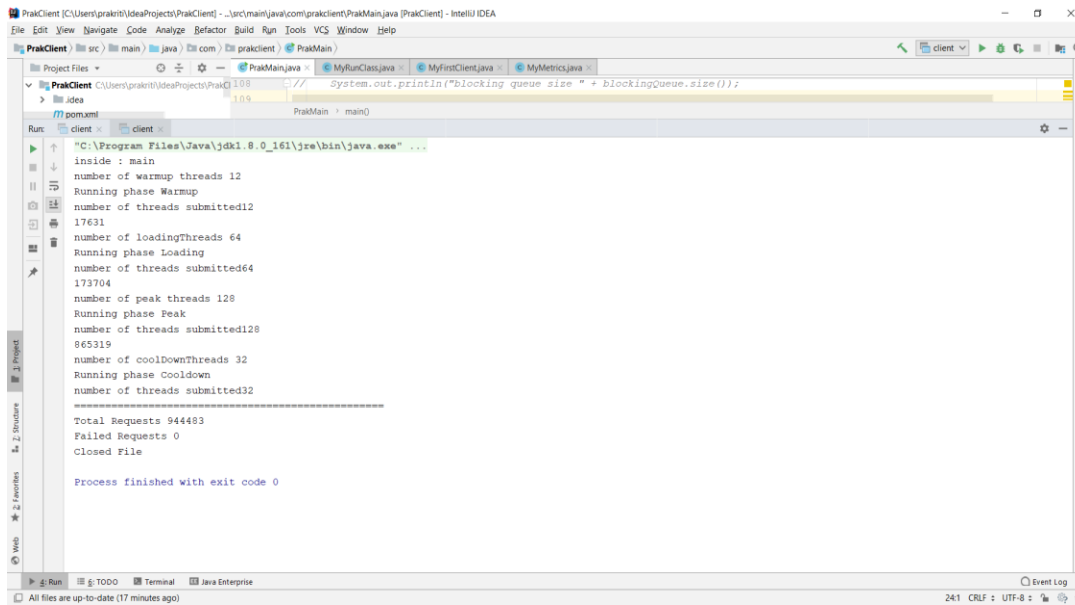 PrakClient [C:\Users\prakriti\IdeaProjects\PrakClient] - ...\src\main\java\com\prakclient\PrakMain.java [PrakClient] - IntelliJ IDEA
File Edit View Navigate Code Analyze Refactor Build Run Tools VCS Window Help
PrakClient src main java com prakclient PrakMain
client
Project Files
PrakMain.java MyRunClass.java MyFirstClient.java MyMetrics.java
PrakClient C:\Users\prakriti\IdeaProjects\PrakCl
108 // System.out.println("blocking queue size " + blockingQueue.size());
.idea
109
pom.xml
PrakMain main()
Run: client client
"C:\Program Files\Java\jdk1.8.0_161\jre\bin\java.exe" ...
inside : main
number of warmup threads 12
Running phase Warmup
number of threads submitted12
17631
number of loadingThreads 64
Running phase Loading
number of threads submitted64
173704
number of peak threads 128
Running phase Peak
number of threads submitted128
865319
number of coolDownThreads 32
Running phase Cooldown
number of threads submitted32
==================================================
Total Requests 944483
Failed Requests 0
Closed File
Process finished with exit code 0
1: Project
7: Structure
2: Favorites
Web
4: Run 6: TODO Terminal Java Enterprise
Event Log
All files are up-to-date (17 minutes ago)
24:1 CRLF UTF-8